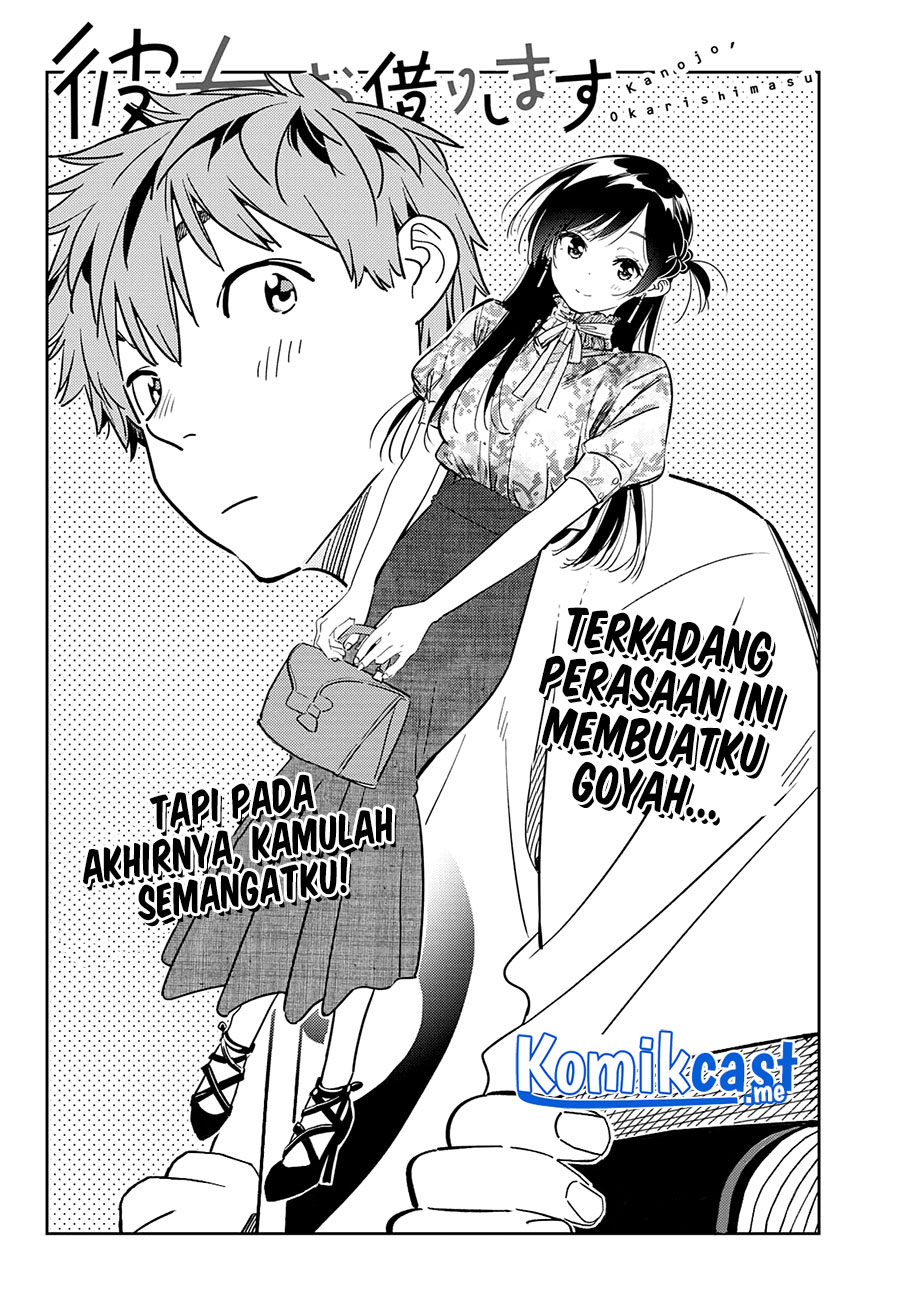 彼女お借りします
Kanojo,
Okarishimasu
TERKADANG
PERASAAN INI
MEMBUATKU
GOYAH...
TAPI PADA
AKHIRNYA, KAMULAH
SEMANGATKU!
Komikcast
.me